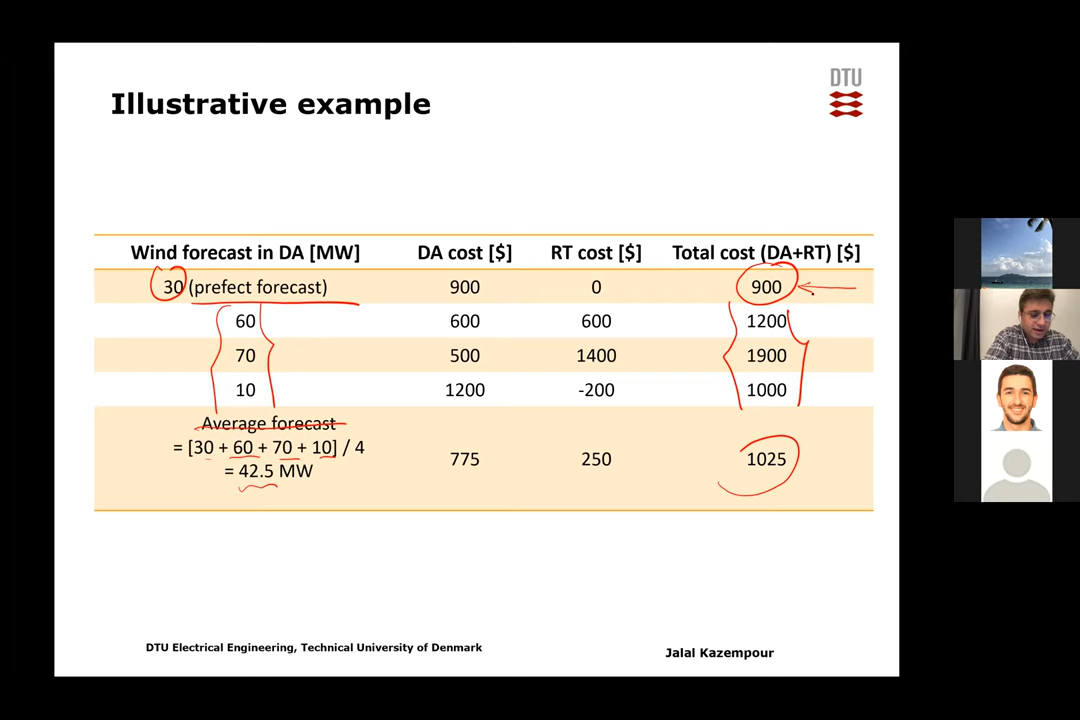 DTU
Illustrative example
Wind forecast in DA [MW] DA cost [$] RT cost [$] Total cost (DA+RT) [$]
30 (prefect forecast) 900 0 900
60 600 600 1200
70 500 1400 1900
10 1200 -200 1000
Average forecast
= [30 + 60 + 70 + 10] / 4
= 42.5 MW 775 250 1025
DTU Electrical Engineering, Technical University of Denmark
Jalal Kazempour